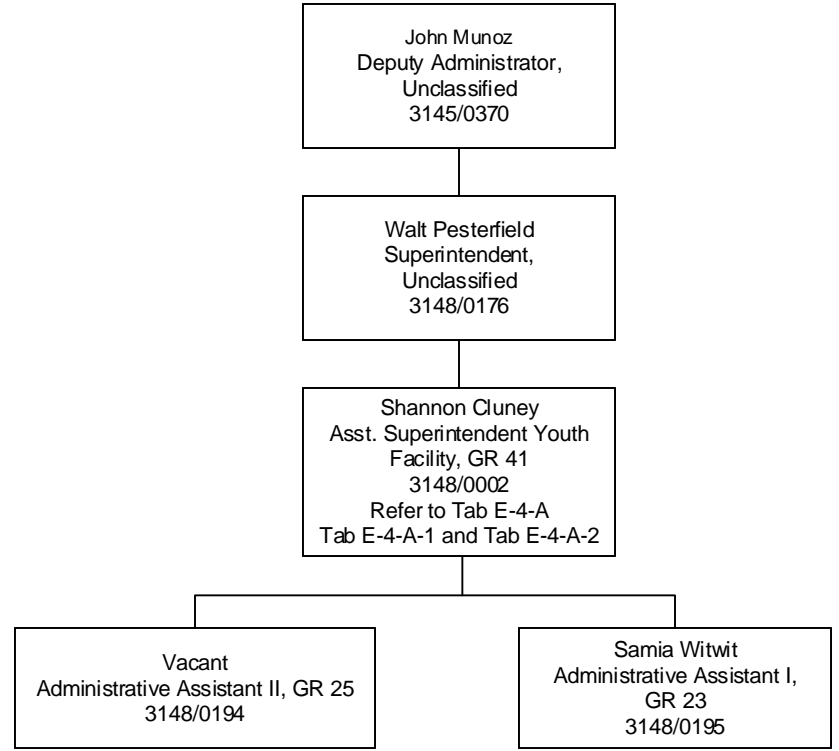 John Munoz
Deputy Administrator,
Unclassified
3145/0370
Walt Pesterfield
Superintendent,
Unclassified
3148/0176
Shannon Cluney
Asst. Superintendent Youth
Facility, GR 41
3148/0002
Refer to Tab E-4-A
Tab E-4-A-1 and Tab E-4-A-2
Vacant
Administrative Assistant II, GR 25
3148/0194
Samia Witwit
Administrative Assistant I,
GR 23
3148/0195